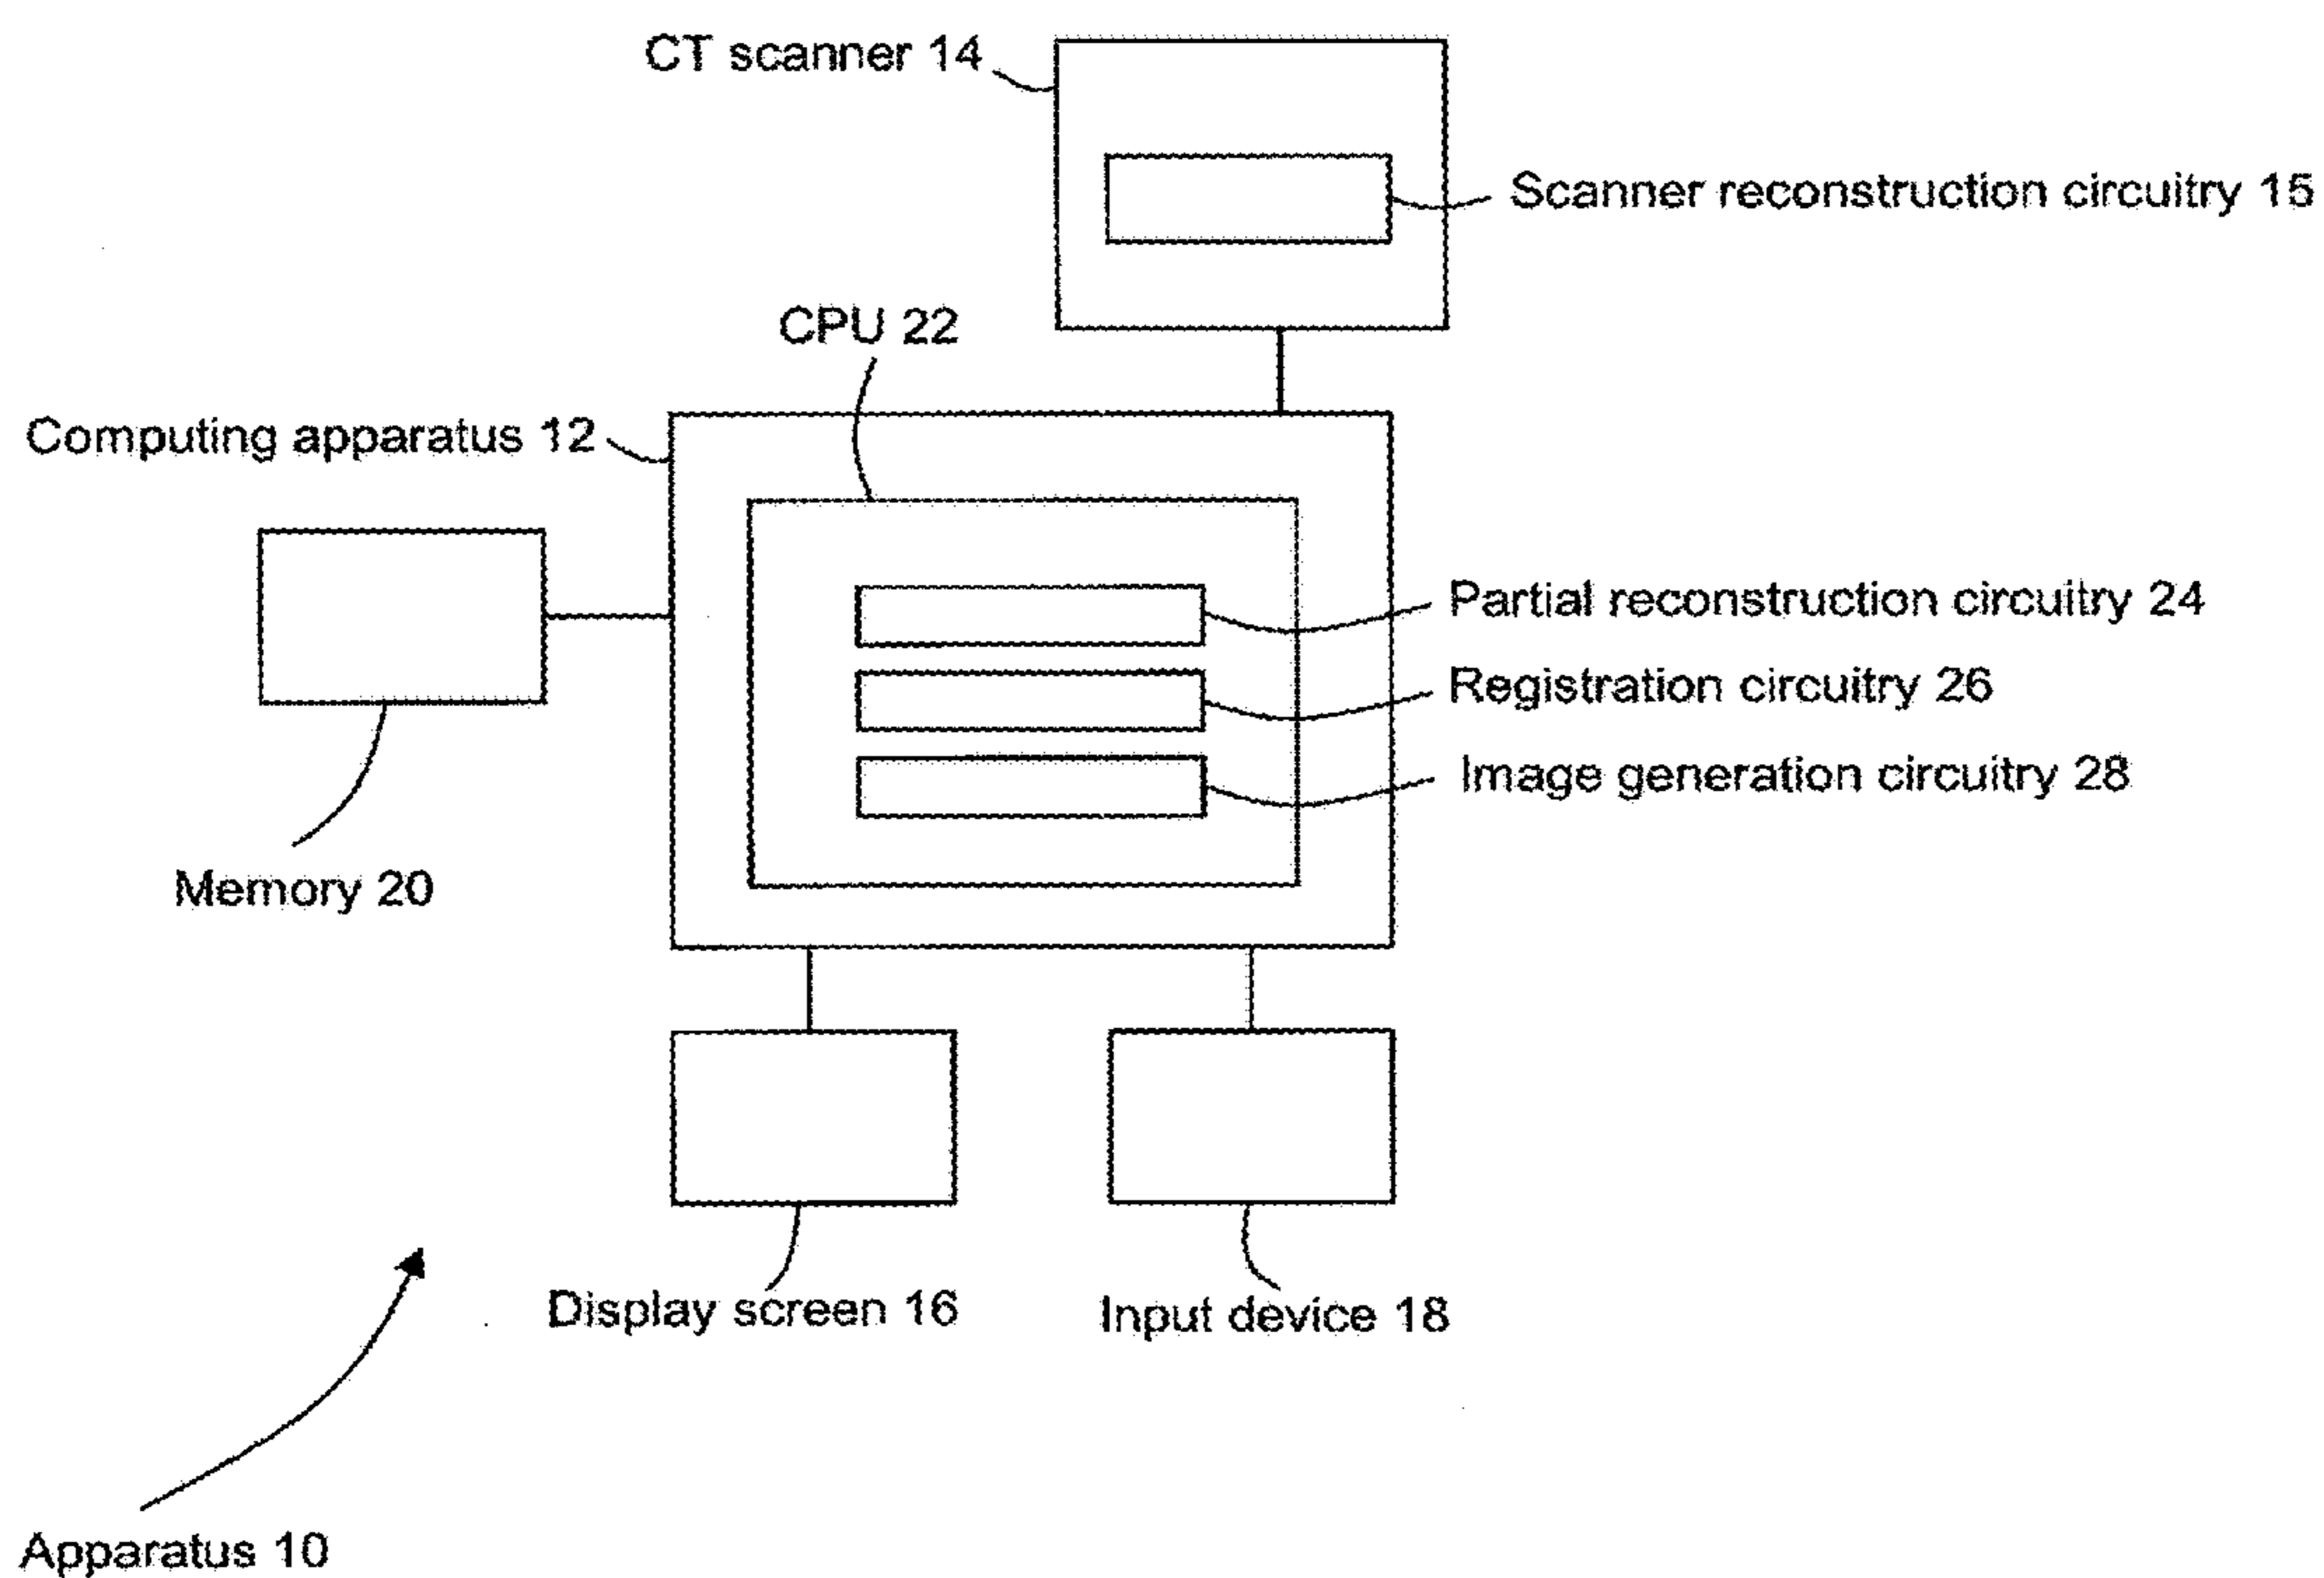 CT scanner 14
Scanner reconstruction circuitry 15
CPU 22
Computing apparatus 12
Partial reconstruction circuitry 24
Registration circuitry 26
Image generation circuitry 28
Memory 20
Display screen 16
Input device 18
Apparatus 10